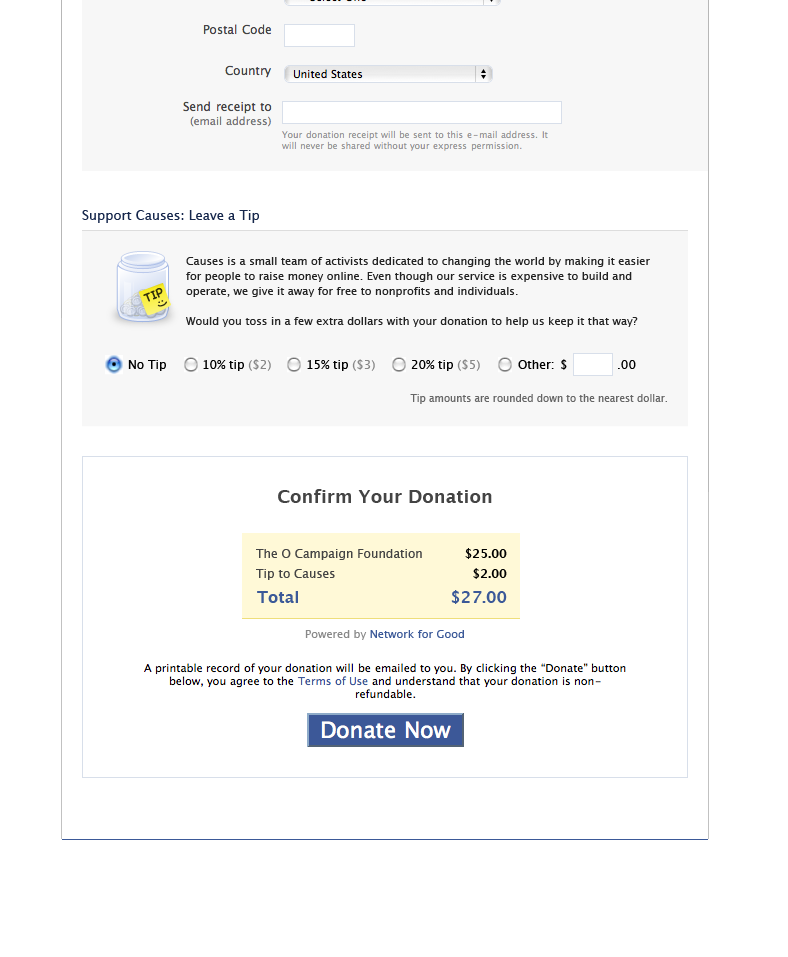 Postal Code
Country
United States
Send receipt to
(email address)
Your donation receipt will be sent to this e-mail address. It
will never be shared without your express permission.
Support Causes: Leave a Tip
TIP
Causes is a small team of activists dedicated to changing the world by making it easier
for people to raise money online. Even though our service is expensive to build and
operate, we give it away for free to nonprofits and individuals.
Would you toss in a few extra dollars with your donation to help us keep it that way?
No Tip 10% tip ($2) 15% tip ($3) 20% tip ($5) Other: $ .00
Tip amounts are rounded down to the nearest dollar.
Confirm Your Donation
The O Campaign Foundation $25.00
Tip to Causes $2.00
Total $27.00
Powered by Network for Good
A printable record of your donation will be emailed to you. By clicking the “Donate” button
below, you agree to the Terms of Use and understand that your donation is non-
refundable.
Donate Now